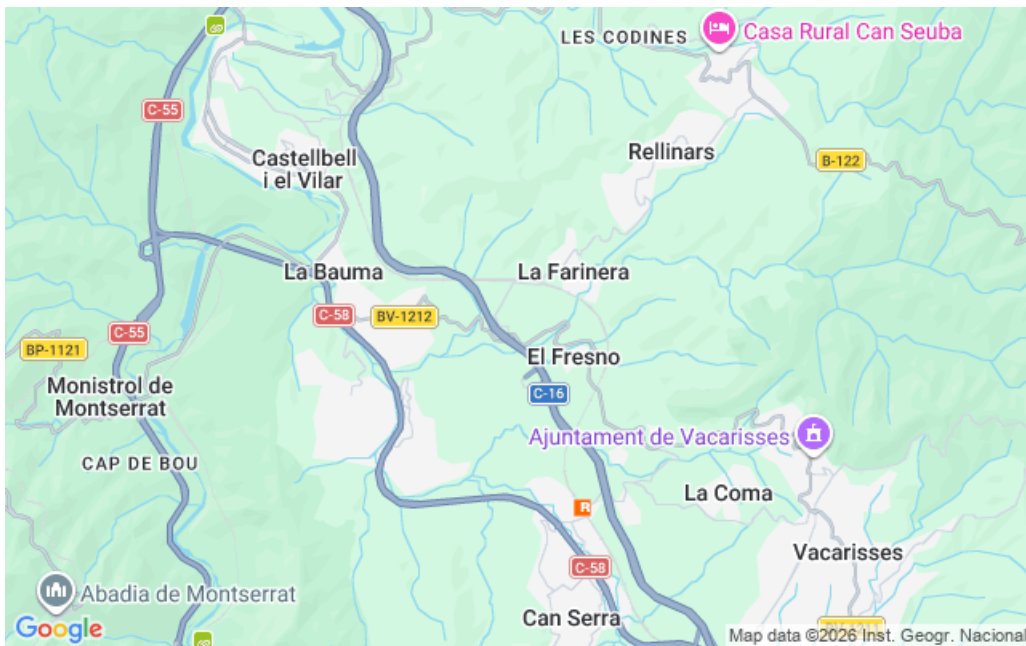 LES CODINES
Casa Rural Can Seuba
C-55
Castellbell
i el Vilar
Rellinars
B-122
La Bauma
La Farinera
C-58
BV-1212
C-55
BP-1121
El Fresno
Monistrol de
Montserrat
C-16
Ajuntament de Vacarisses
CAP DE BOU
La Coma
R
Vacarisses
C-58
Abadia de Montserrat
Can Serra
Google
Map data ©2026 Inst. Geogr. Nacional